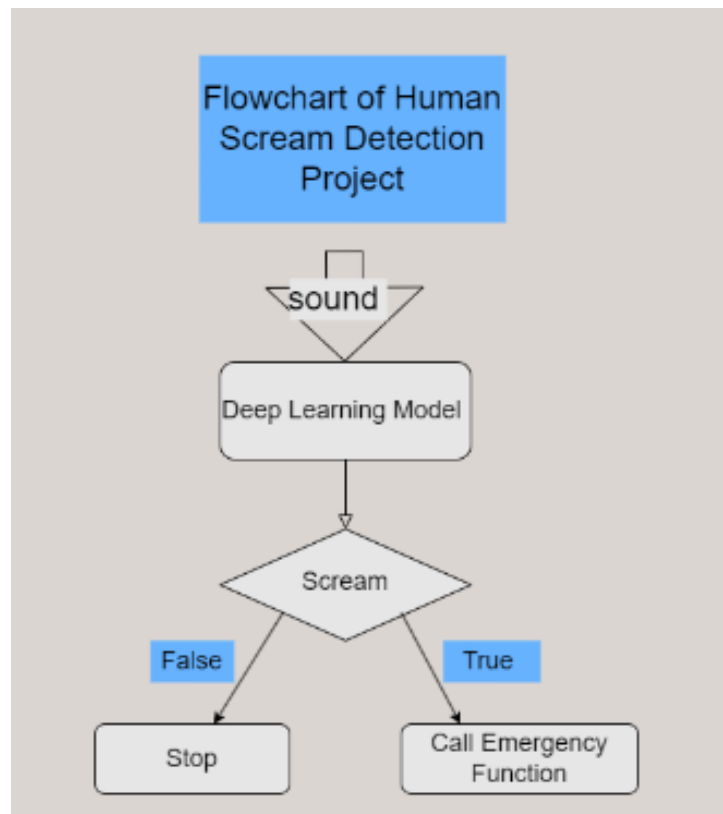 Flowchart of Human
Scream Detection
Project
sound
Deep Learning Model
Scream
False
True
Stop
Call Emergency
Function